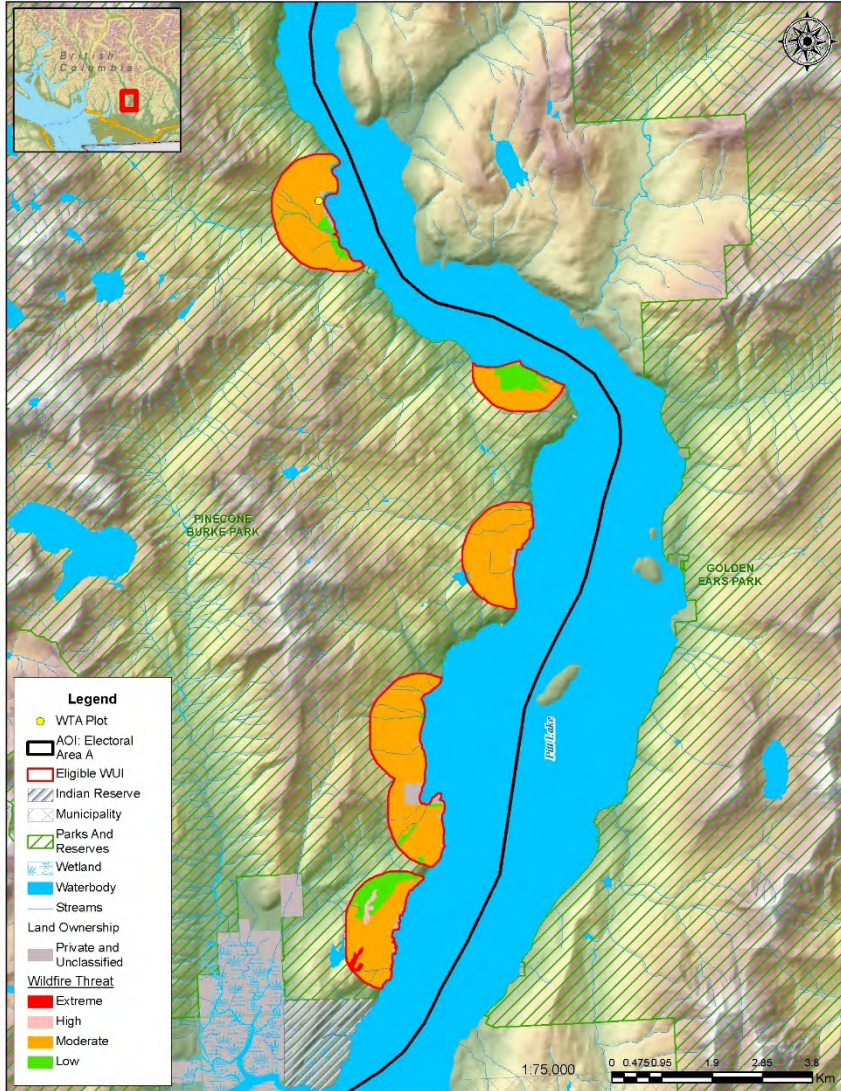 British
Columbia
PINECONE
BURKE PARK
GOLDEN
EARS PARK
Pitt Lake
Legend
WTA Plot
AOI: Electoral
Area A
Eligible WUI
Indian Reserve
Municipality
Parks And
Reserves
Wetland
Waterbody
Streams
Land Ownership
Private and
Unclassified
Wildfire Threat
Extreme
High
Moderate
Low
1:75,000
0 0.475 0.95 1.9 2.85 3.8
Km